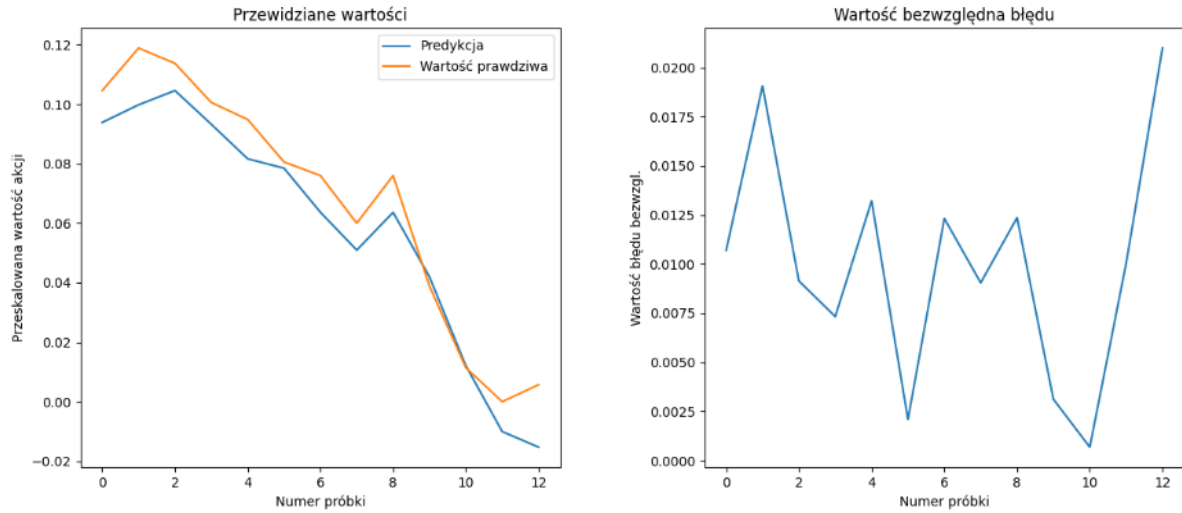 Przewidziane wartości
Predykcja
Wartość prawdziwa
Przeskalowana wartość akcji
0.12
0.10
0.08
0.06
0.04
0.02
0.00
−0.02
0 2 4 6 8 10 12
Numer próbki
Wartość bezwzględna błędu
Wartość błędu bezwzgl.
0.0200
0.0175
0.0150
0.0125
0.0100
0.0075
0.0050
0.0025
0.0000
0 2 4 6 8 10 12
Numer próbki